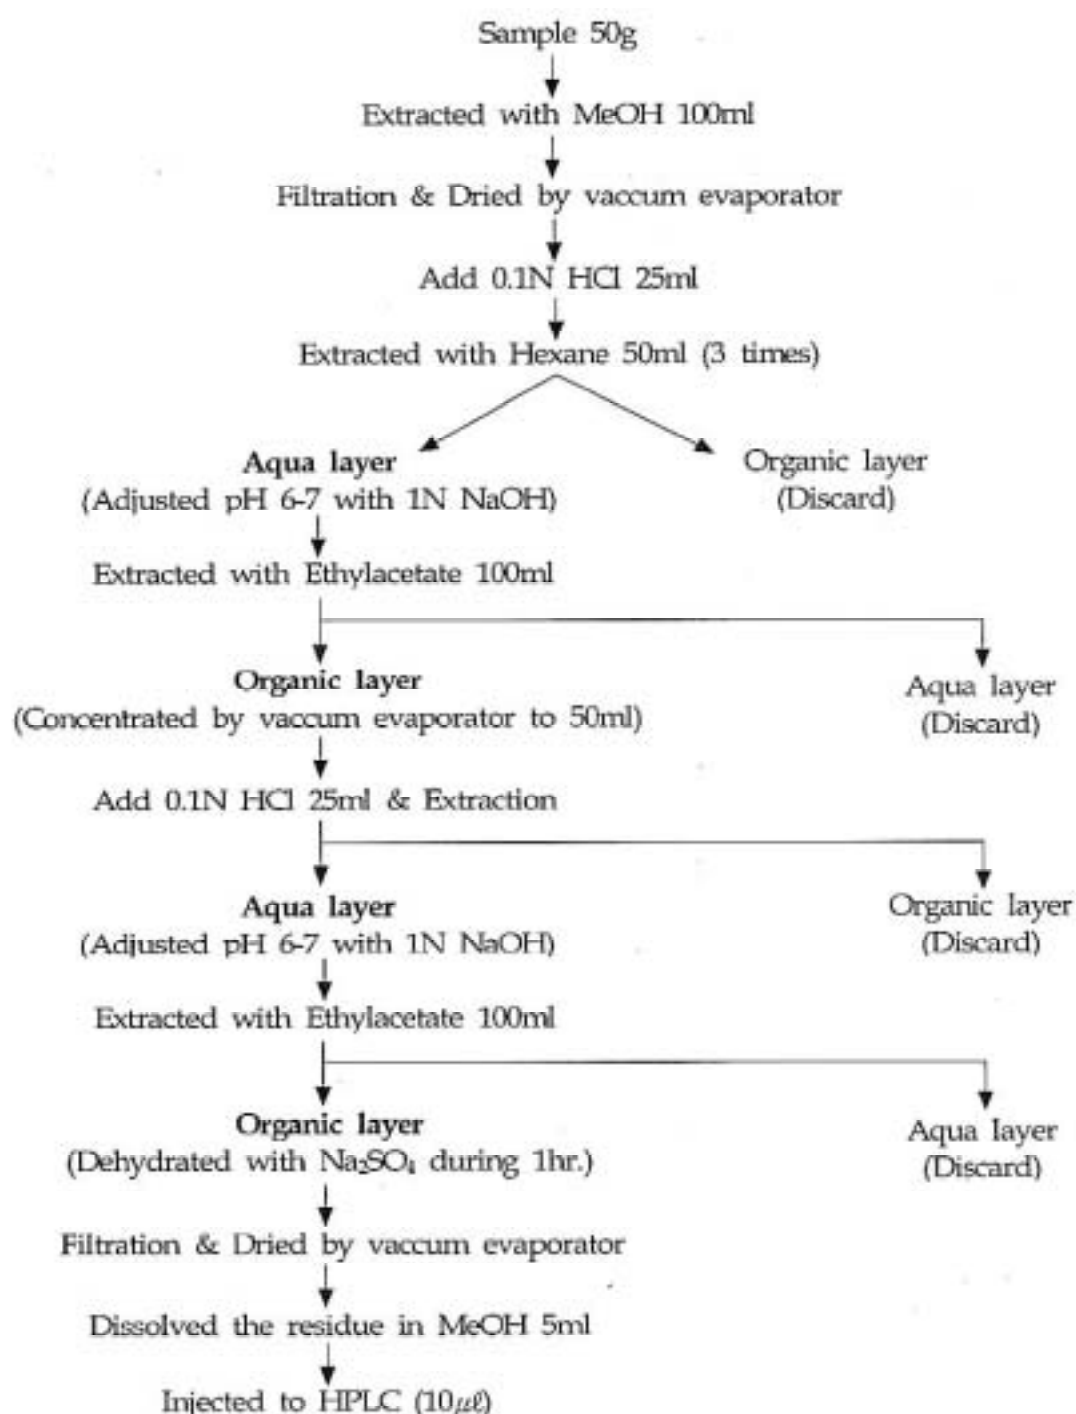 Sample 50g
Extracted with MeOH 100ml
Filtration & Dried by vaccum evaporator
Add 0.1N HCl 25ml
Extracted with Hexane 50ml (3 times)
Aqua layer
(Adjusted pH 6-7 with 1N NaOH)
Organic layer
(Discard)
Extracted with Ethylacetate 100ml
Organic layer
(Concentrated by vaccum evaporator to 50ml)
Aqua layer
(Discard)
Add 0.1N HCl 25ml & Extraction
Aqua layer
(Adjusted pH 6-7 with 1N NaOH)
Organic layer
(Discard)
Extracted with Ethylacetate 100ml
Organic layer
(Dehydrated with Na₂SO₄ during 1hr.)
Aqua layer
(Discard)
Filtration & Dried by vaccum evaporator
Dissolved the residue in MeOH 5ml
Injected to HPLC (10㎕)